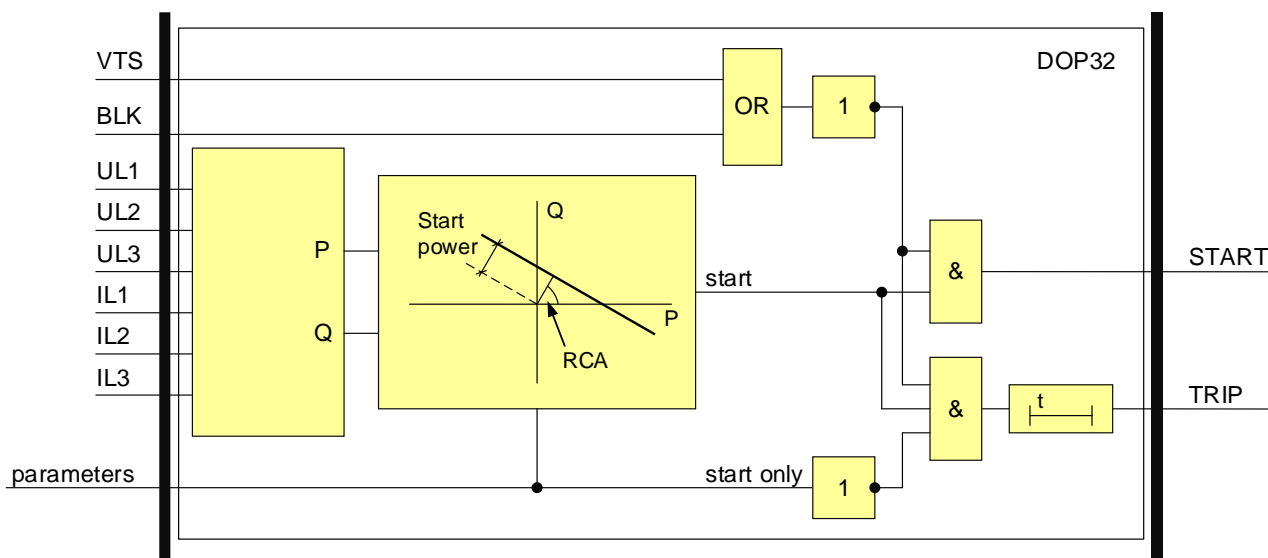 VTS
DOP32
BLK
OR
1
UL1
UL2
UL3
IL1
IL2
IL3
P
Q
Start
power
Q
P
RCA
start
&
START
&
t
TRIP
parameters
start only
1